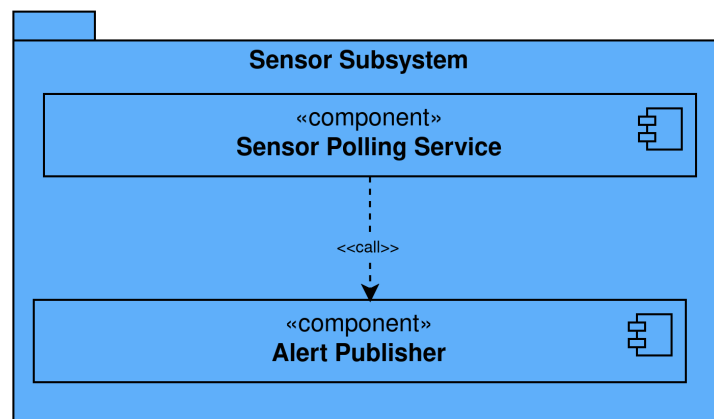 Sensor Subsystem
«component»
Sensor Polling Service
<<call>>
«component»
Alert Publisher